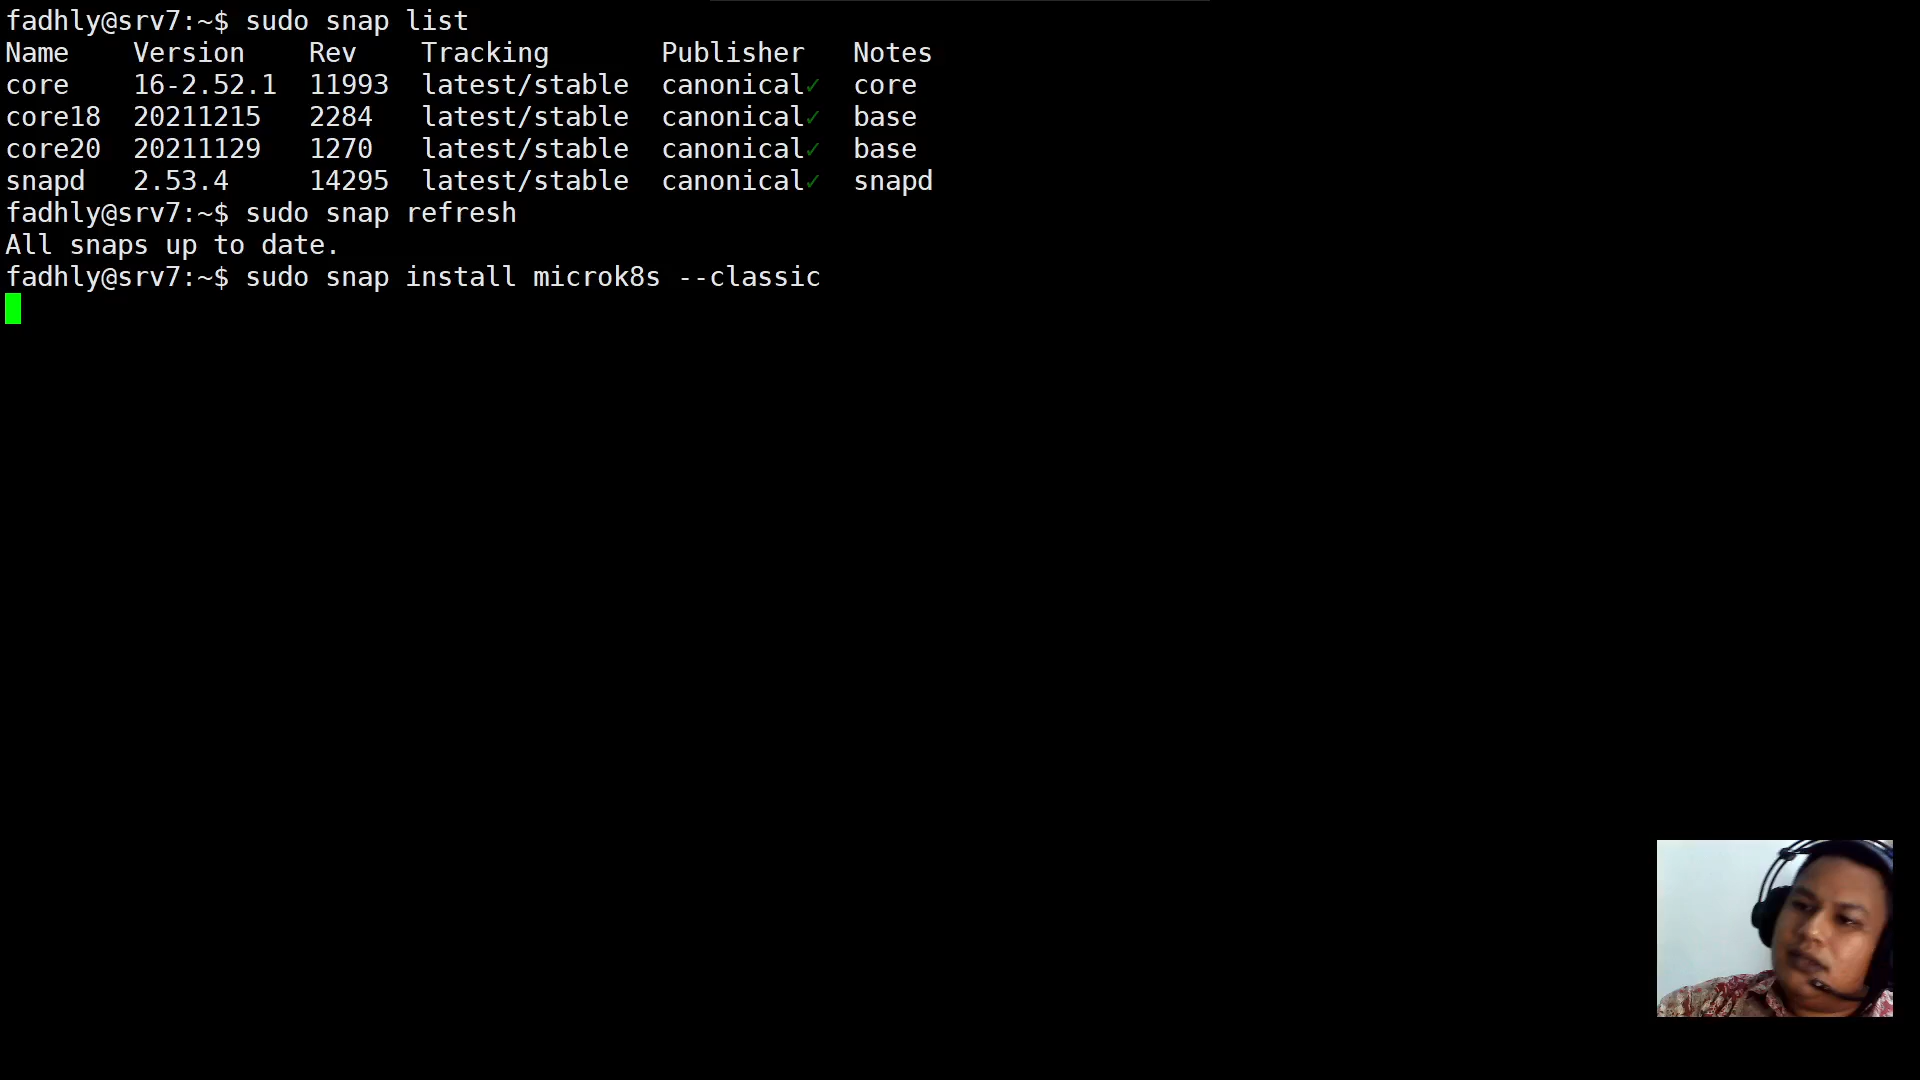 fadhly@srv7:~$ sudo snap list
Name    Version    Rev    Tracking       Publisher   Notes
core    16-2.52.1  11993  latest/stable  canonical✓  core
core18  20211215   2284   latest/stable  canonical✓  base
core20  20211129   1270   latest/stable  canonical✓  base
snapd   2.53.4     14295  latest/stable  canonical✓  snapd
fadhly@srv7:~$ sudo snap refresh
All snaps up to date.
fadhly@srv7:~$ sudo snap install microk8s --classic